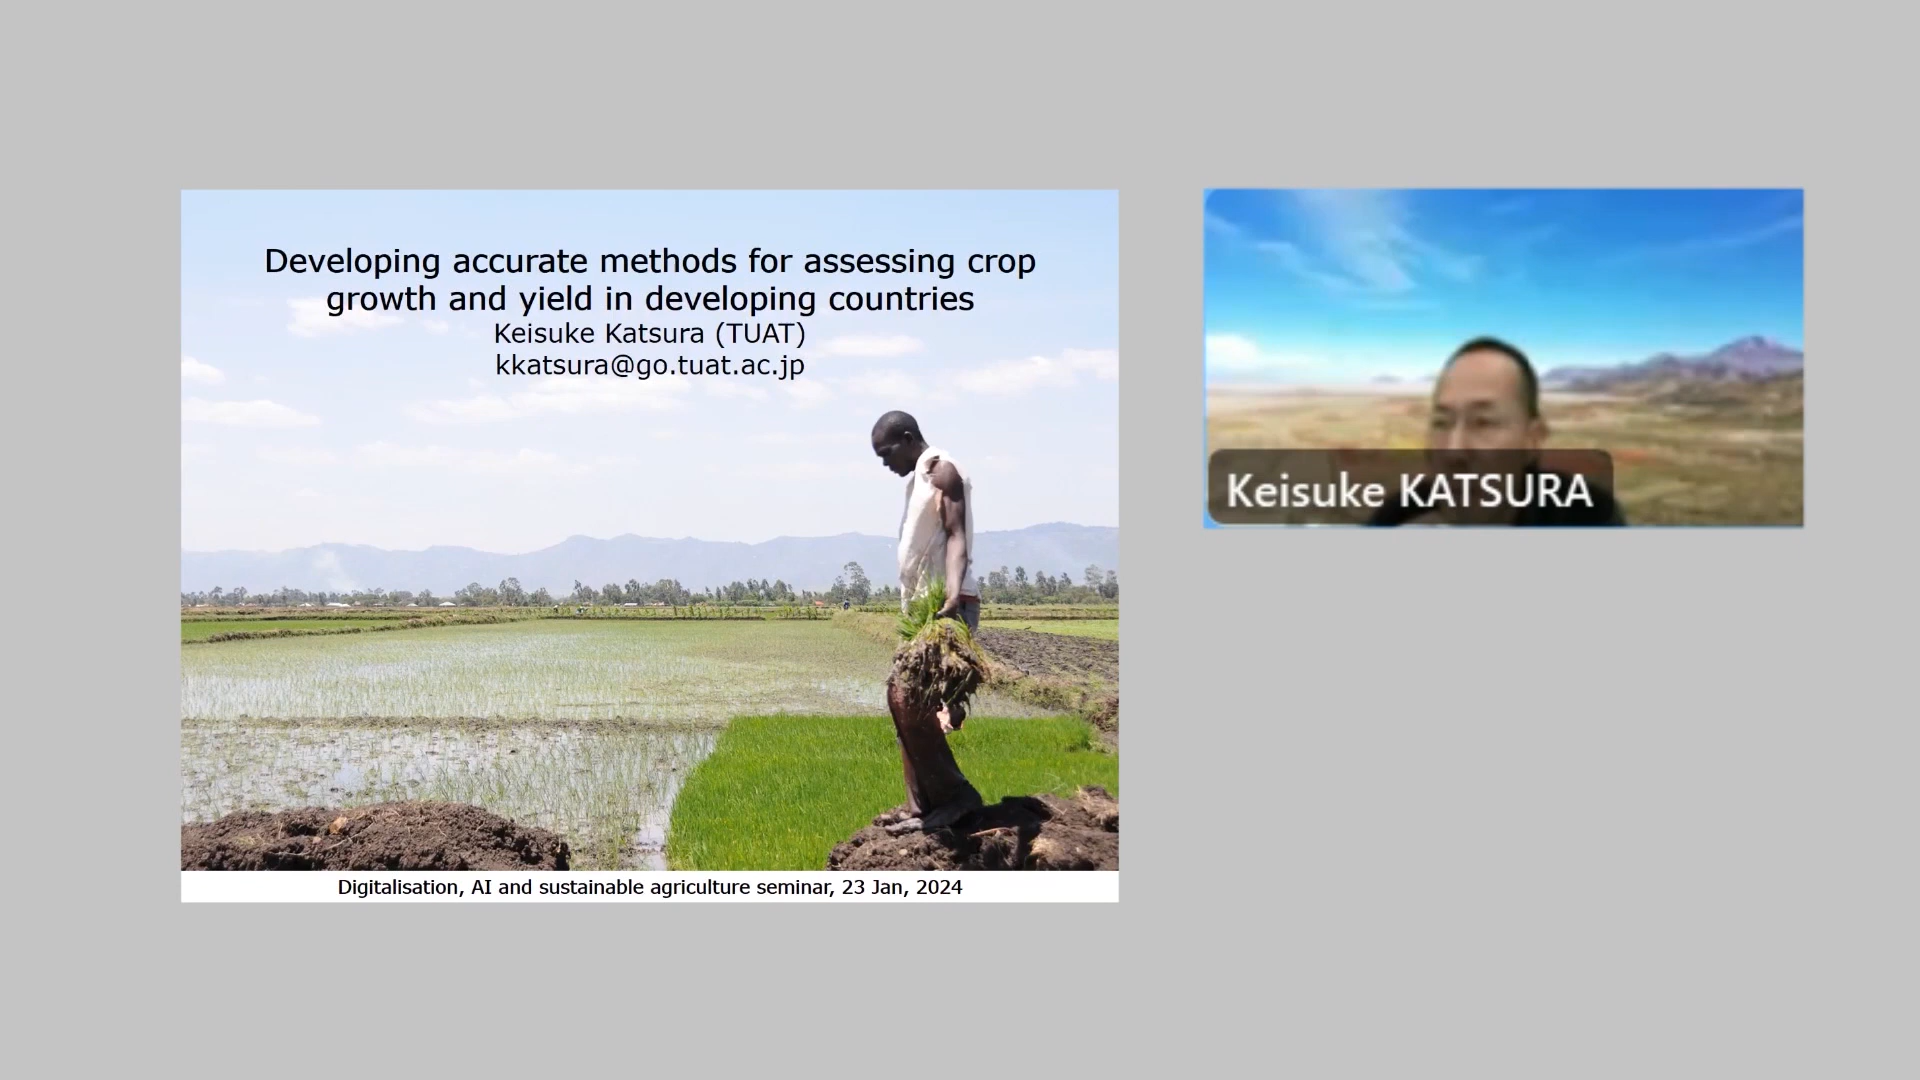 Developing accurate methods for assessing crop
growth and yield in developing countries
Keisuke Katsura (TUAT)
kkatsura@go.tuat.ac.jp
Digitalisation, AI and sustainable agriculture seminar, 23 Jan, 2024
Keisuke KATSURA